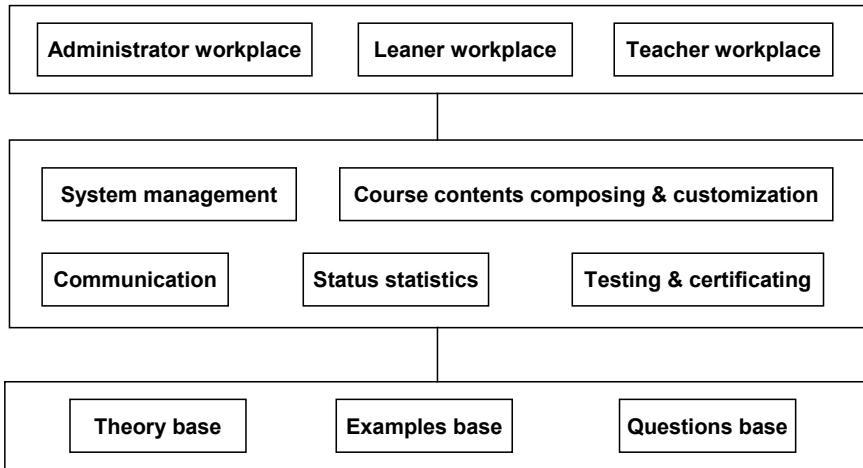 Administrator workplace
Leaner workplace
Teacher workplace
System management
Course contents composing & customization
Communication
Status statistics
Testing & certificating
Theory base
Examples base
Questions base